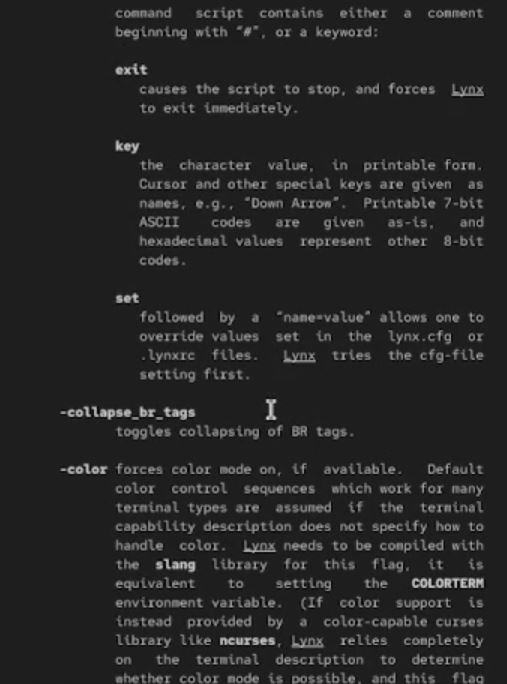 command script contains either a comment
beginning with “#”, or a keyword:
exit
causes the script to stop, and forces Lynx
to exit immediately.
key
the character value, in printable form.
Cursor and other special keys are given as
names, e.g., “Down Arrow”. Printable 7-bit
ASCII codes are given as-is, and
hexadecimal values represent other 8-bit
codes.
set
followed by a “name=value” allows one to
override values set in the lynx.cfg or
.lynxrc files. Lynx tries the cfg-file
setting first.
-collapse_br_tags
toggles collapsing of BR tags.
-color forces color mode on, if available. Default
color control sequences which work for many
terminal types are assumed if the terminal
capability description does not specify how to
handle color. Lynx needs to be compiled with
the slang library for this flag, it is
equivalent to setting the COLORTERM
environment variable. (If color support is
instead provided by a color-capable curses
library like ncurses, Lynx relies completely
on the terminal description to determine
whether color mode is possible, and this flag